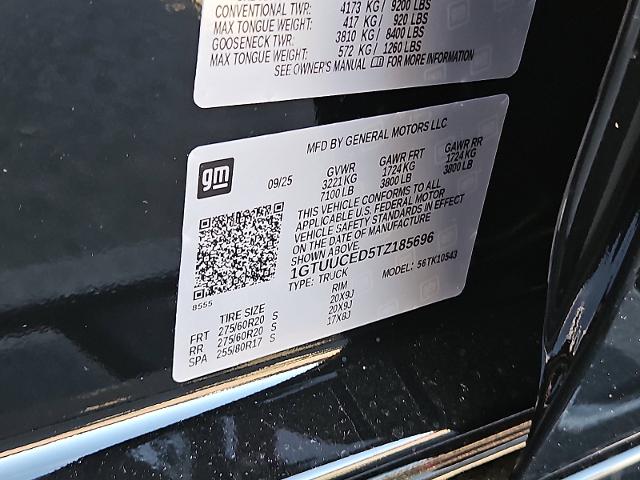 CONVENTIONAL TWR: 4173 KG/ 9200 LBS
MAX TONGUE WEIGHT: 417 KG/ 920 LBS
GOOSENECK TWR: 3810 KG/ 8400 LBS
MAX TONGUE WEIGHT: 572 KG/ 1260 LBS
SEE OWNER'S MANUAL FOR MORE INFORMATION
MFD BY GENERAL MOTORS LLC
gm
09/25
GVWR GAWR FRT GAWR RR
3221 KG 1724 KG 1724 KG
7100 LB 3800 LB 3800 LB
THIS VEHICLE CONFORMS TO ALL
APPLICABLE U.S. FEDERAL MOTOR
VEHICLE SAFETY STANDARDS IN EFFECT
ON THE DATE OF MANUFACTURE
SHOWN ABOVE
1GTUUCED5TZ185696
TYPE: TRUCK MODEL: 56TK10543
8555
TIRE SIZE RIM
FRT 275/60R20 S 20X9J
RR 275/60R20 S 20X9J
SPA 255/80R17 S 17X8J